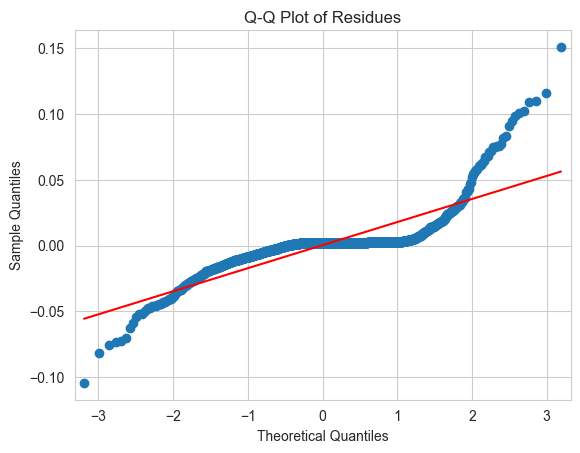 Q-Q Plot of Residues
0.15
0.10
0.05
0.00
−0.05
−0.10
Sample Quantiles
−3 −2 −1 0 1 2 3
Theoretical Quantiles